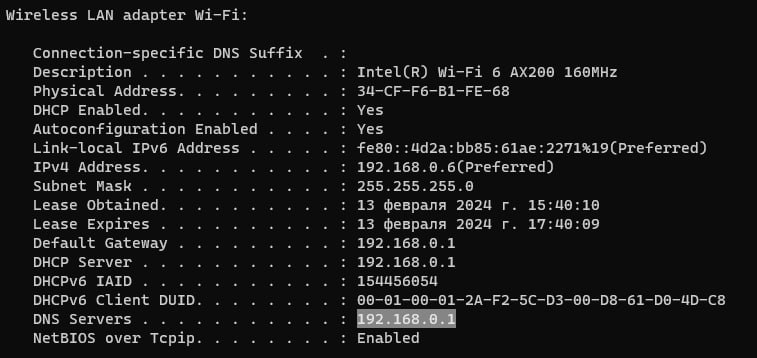 Wireless LAN adapter Wi-Fi:
Connection-specific DNS Suffix  . :
Description . . . . . . . . . . . : Intel(R) Wi-Fi 6 AX200 160MHz
Physical Address. . . . . . . . . : 34-CF-F6-B1-FE-68
DHCP Enabled. . . . . . . . . . . : Yes
Autoconfiguration Enabled . . . . : Yes
Link-local IPv6 Address . . . . . : fe80::4d2a:bb85:61ae:2271%19(Preferred)
IPv4 Address. . . . . . . . . . . : 192.168.0.6(Preferred)
Subnet Mask . . . . . . . . . . . : 255.255.255.0
Lease Obtained. . . . . . . . . . : 13 февраля 2024 г. 15:40:10
Lease Expires . . . . . . . . . . : 13 февраля 2024 г. 17:40:09
Default Gateway . . . . . . . . . : 192.168.0.1
DHCP Server . . . . . . . . . . . : 192.168.0.1
DHCPv6 IAID . . . . . . . . . . . : 154456054
DHCPv6 Client DUID. . . . . . . . : 00-01-00-01-2A-F2-5C-D3-00-D8-61-D0-4D-C8
DNS Servers . . . . . . . . . . . : 192.168.0.1
NetBIOS over Tcpip. . . . . . . . : Enabled